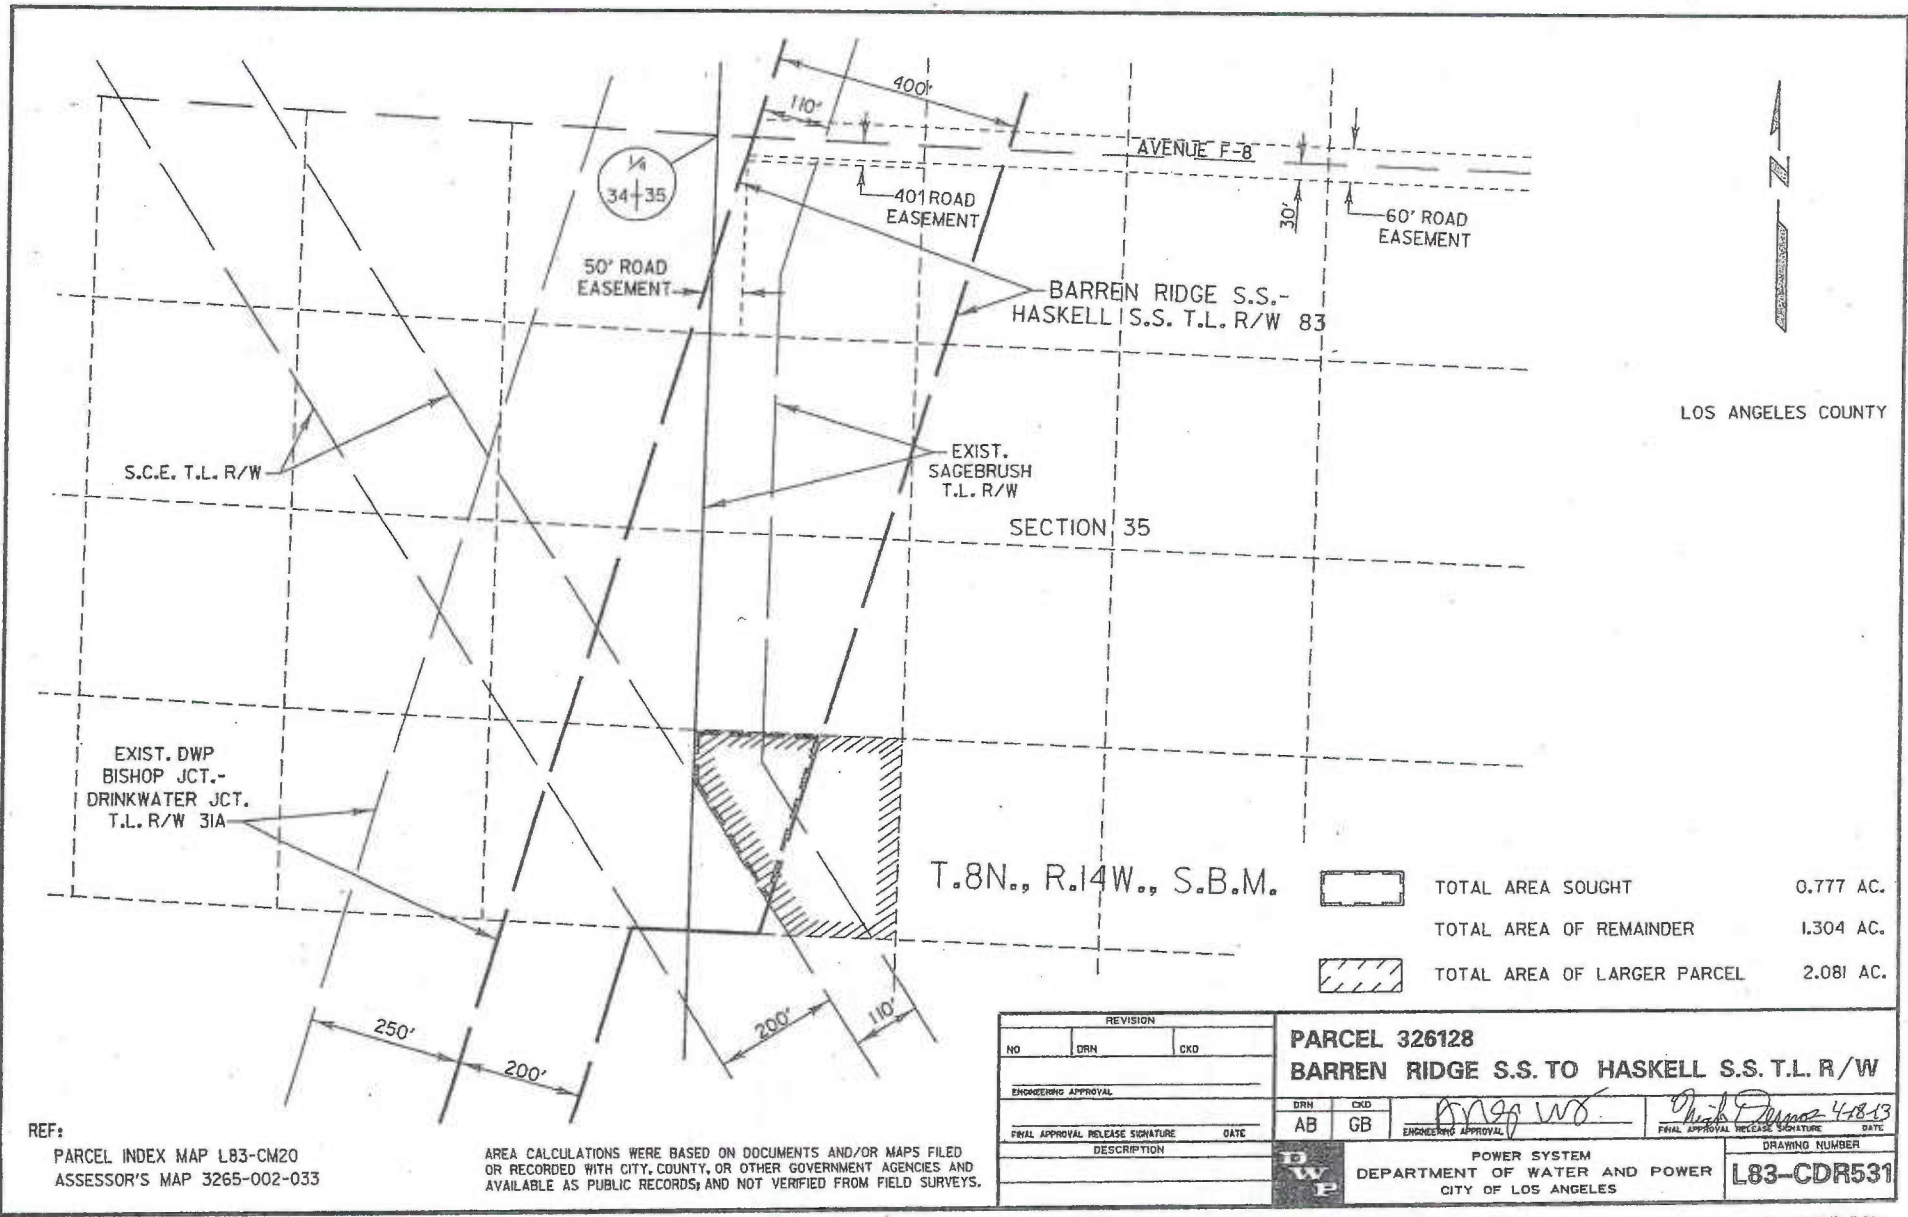 400'
110'
AVENUE F-8
1/4
34 35
40' ROAD
EASEMENT
30'
60' ROAD
EASEMENT
50' ROAD
EASEMENT
BARREN RIDGE S.S.-
HASKELL S.S. T.L. R/W 83
N
LOS ANGELES COUNTY
S.C.E. T.L. R/W
EXIST.
SAGEBRUSH
T.L. R/W
SECTION 35
EXIST. DWP
BISHOP JCT.-
DRINKWATER JCT.
T.L. R/W 31A
T.8N., R.14W., S.B.M.
TOTAL AREA SOUGHT 0.777 AC.
TOTAL AREA OF REMAINDER 1.304 AC.
TOTAL AREA OF LARGER PARCEL 2.081 AC.
250'
200'
200'
110'
REF:
PARCEL INDEX MAP L83-CM20
ASSESSOR'S MAP 3265-002-033
AREA CALCULATIONS WERE BASED ON DOCUMENTS AND/OR MAPS FILED
OR RECORDED WITH CITY, COUNTY, OR OTHER GOVERNMENT AGENCIES AND
AVAILABLE AS PUBLIC RECORDS; AND NOT VERIFIED FROM FIELD SURVEYS.
REVISION
NO DRN CKD
ENGINEERING APPROVAL
FINAL APPROVAL RELEASE SIGNATURE DATE
DESCRIPTION
PARCEL 326128
BARREN RIDGE S.S. TO HASKELL S.S. T.L. R/W
DRN CKD
AB GB
4-18-13
ENGINEERING APPROVAL
FINAL APPROVAL RELEASE SIGNATURE DATE
DWP
POWER SYSTEM
DEPARTMENT OF WATER AND POWER
CITY OF LOS ANGELES
DRAWING NUMBER
L83-CDR531